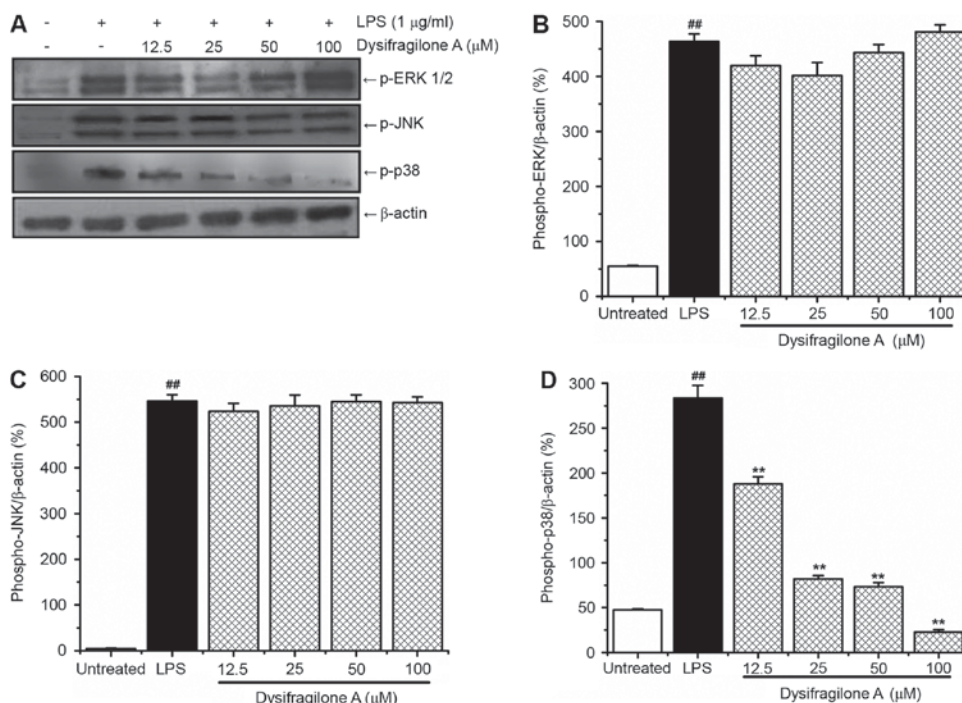 A
- + + + + + LPS (1 μg/ml)
- - 12.5 25 50 100 Dysifragilone A (μM)
←p-ERK 1/2
←p-JNK
←p-p38
←β-actin
B
Phospho-ERK/β-actin (%)
500
450
400
100
50
0
##
Untreated LPS 12.5 25 50 100
Dysifragilone A (μM)
C
Phospho-JNK/β-actin (%)
600
500
400
300
200
100
0
##
Untreated LPS 12.5 25 50 100
Dysifragilone A (μM)
D
Phospho-p38/β-actin (%)
300
250
200
150
100
50
0
##
**
**
**
**
Untreated LPS 12.5 25 50 100
Dysifragilone A (μM)